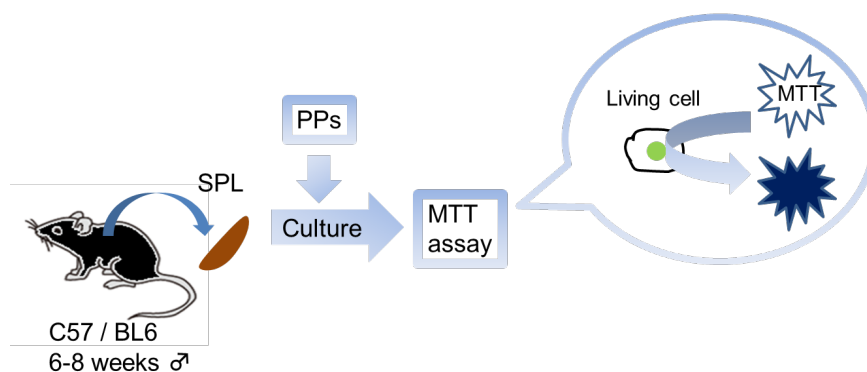 PPs
SPL
Culture
MTT
assay
Living cell
MTT
C57 / BL6
6-8 weeks ♂